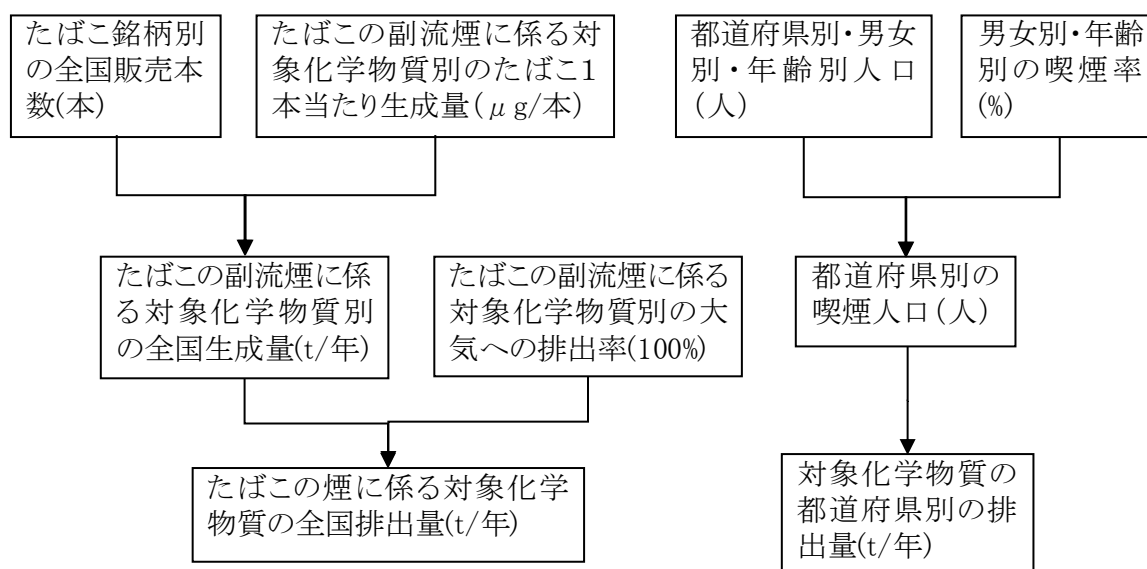 たばこ銘柄別
の全国販売本
数(本)
たばこの副流煙に係る対
象化学物質別のたばこ1
本当たり生成量(μg/本)
都道府県別・男女
別・年齢別人口
(人)
男女別・年齢
別の喫煙率
(%)
たばこの副流煙に係
る対象化学物質別
の全国生成量(t/年)
たばこの副流煙に係る
対象化学物質別の大
気への排出率(100%)
都道府県別の
喫煙人口(人)
たばこの煙に係る対象化学
物質の全国排出量(t/年)
対象化学物質の
都道府県別の排
出量(t/年)